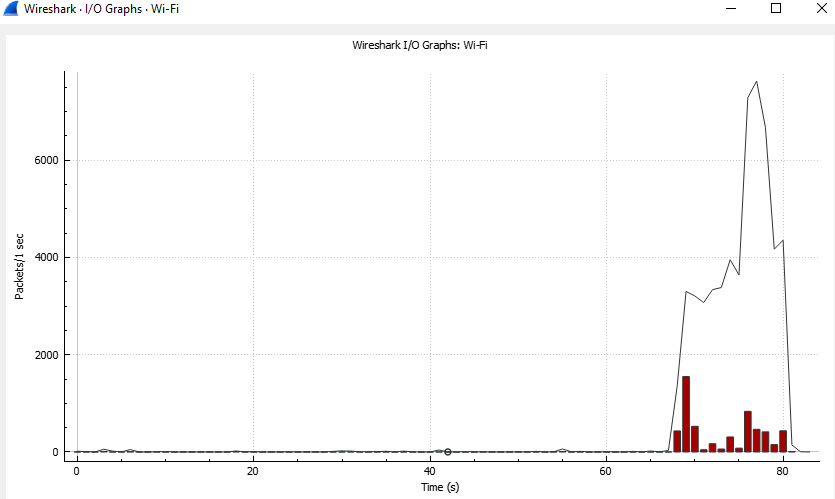 Wireshark · I/O Graphs · Wi-Fi
Wireshark I/O Graphs: Wi-Fi
6000
4000
2000
0
Packets/1 sec
0 20 40 60 80
Time (s)